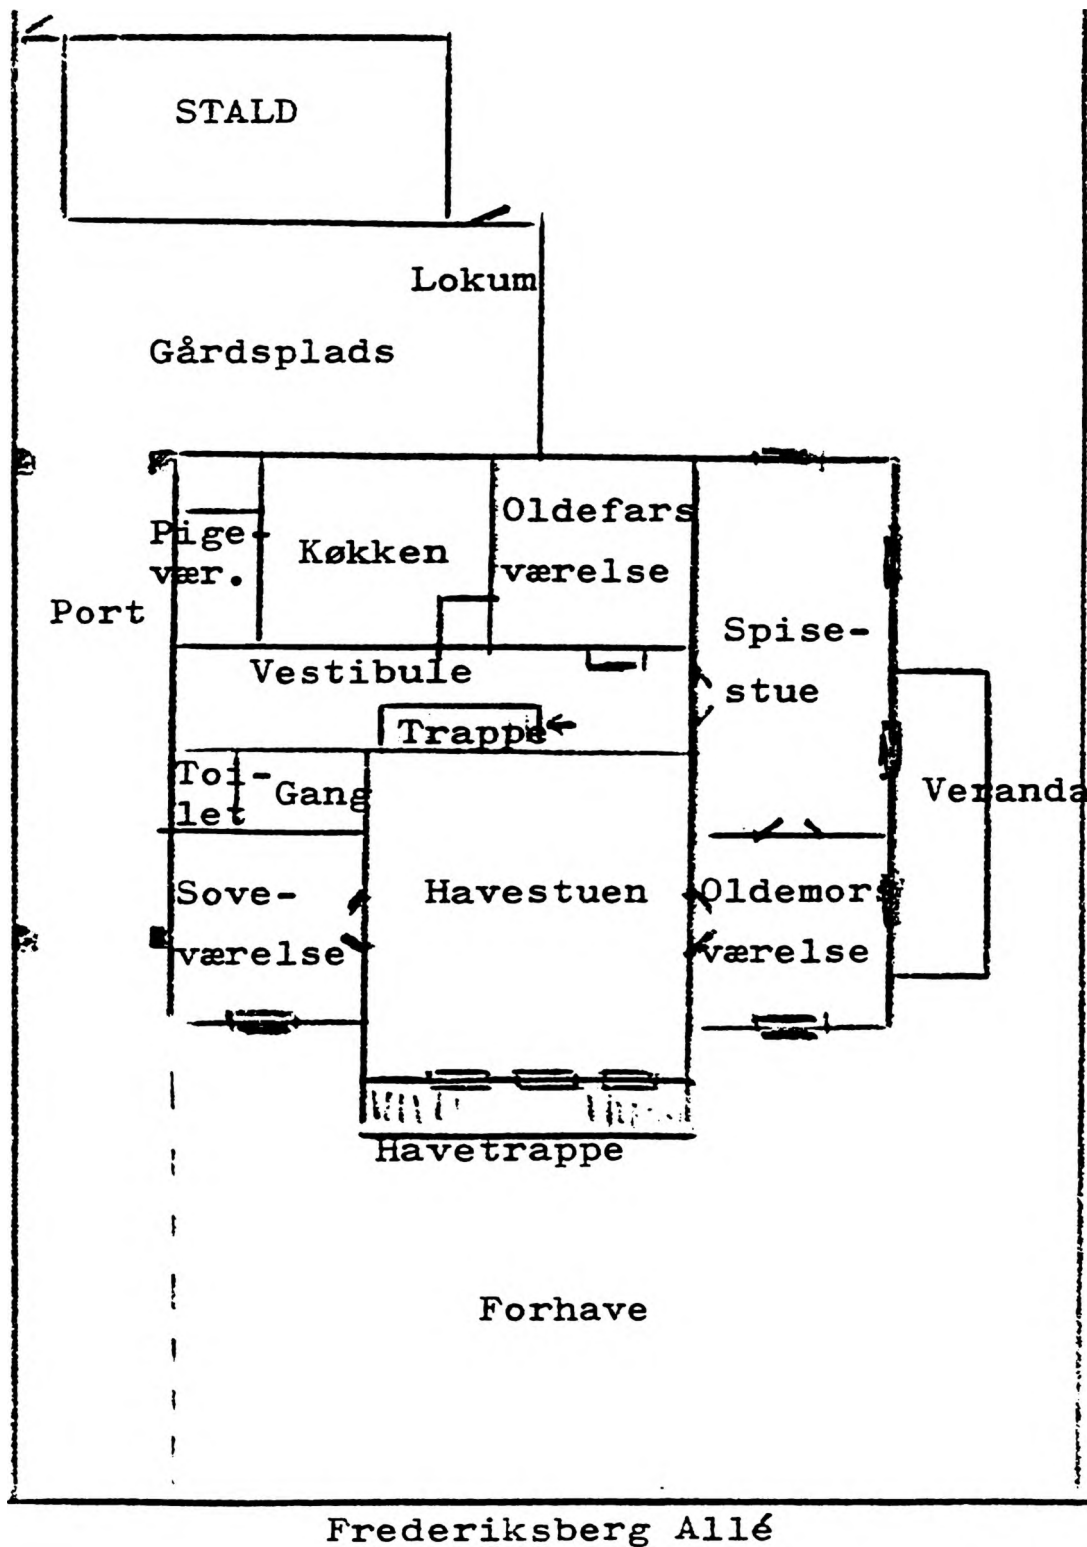 STALD
Lokum
Gårdsplads
Pige-
vær.
Køkken
Oldefars
værelse
Port
Spise-
stue
Vestibule
Trappe
Toi-
let
Gang
Veranda
Sove-
værelse
Havestuen
Oldemor
værelse
Havetrappe
Forhave
Frederiksberg Allé